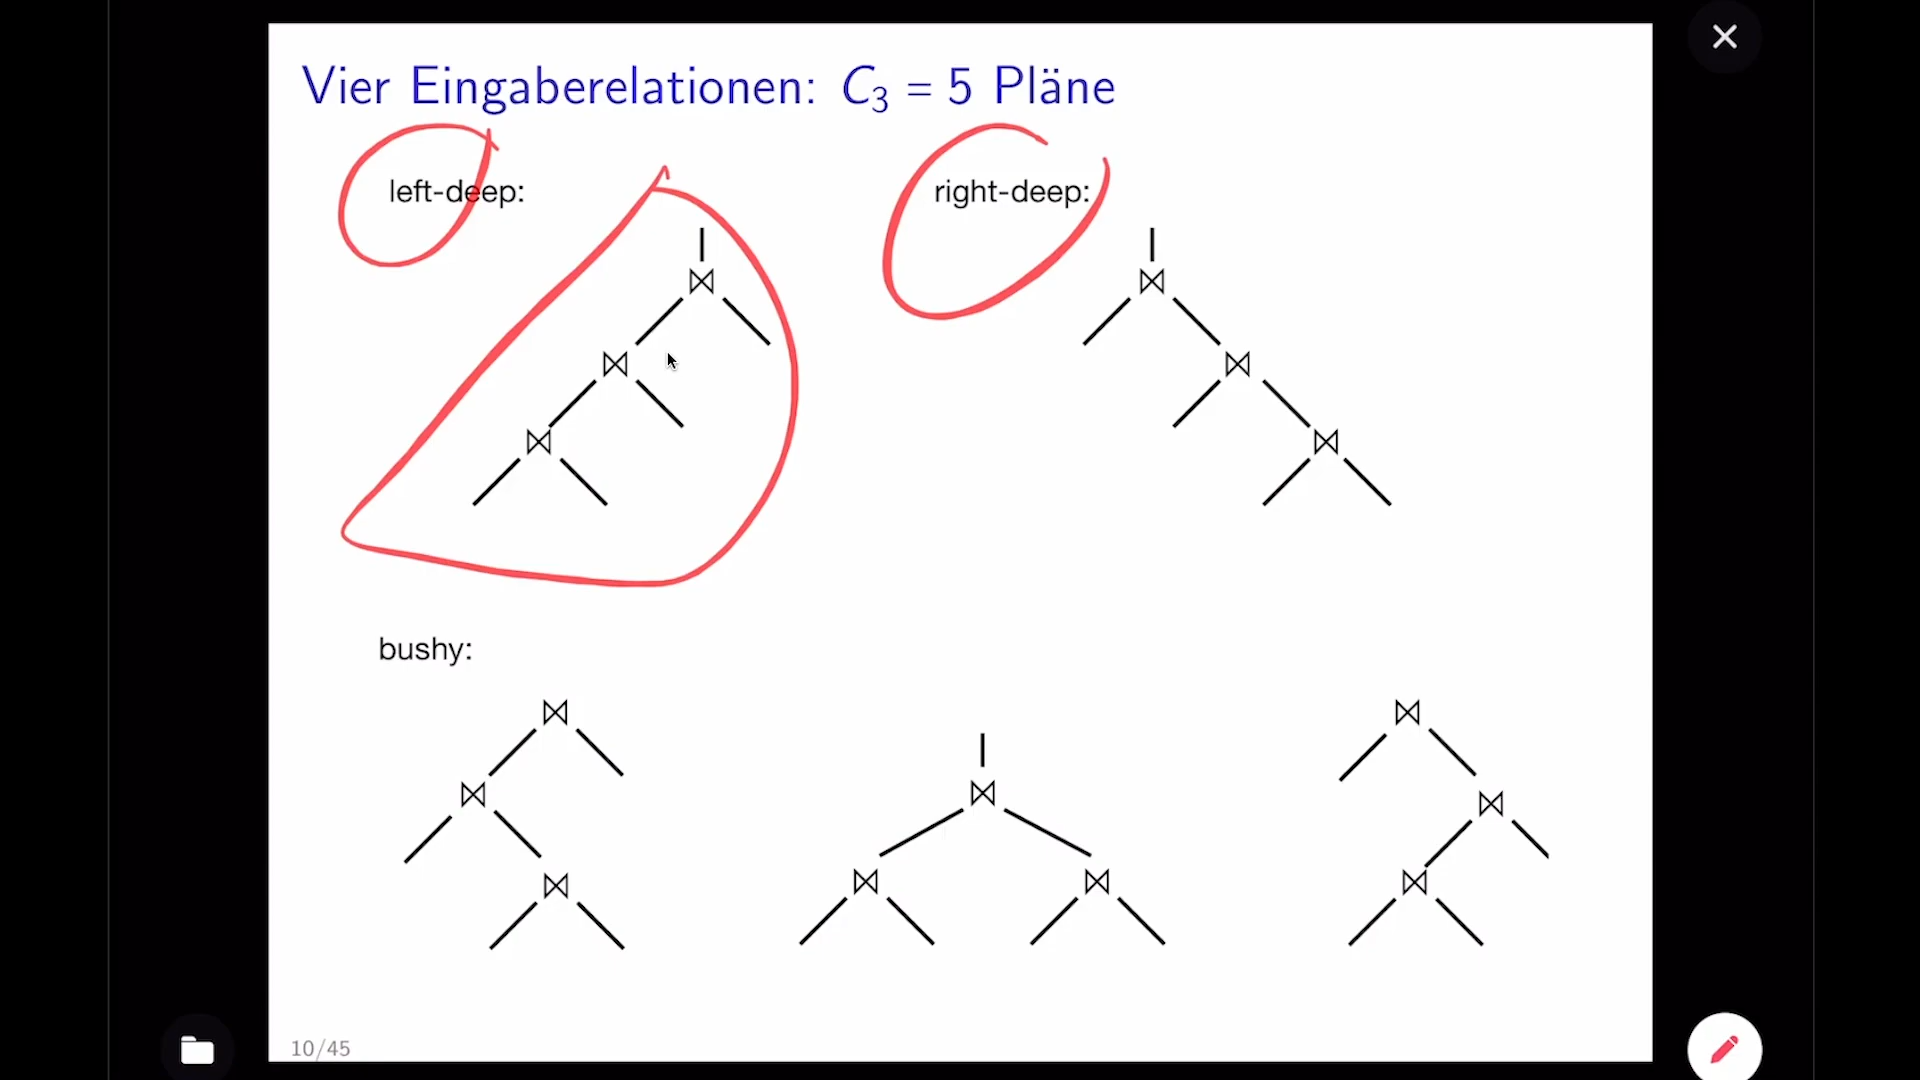 Vier Eingaberelationen: C₃ = 5 Pläne
left-deep:
right-deep:
bushy:
10/45